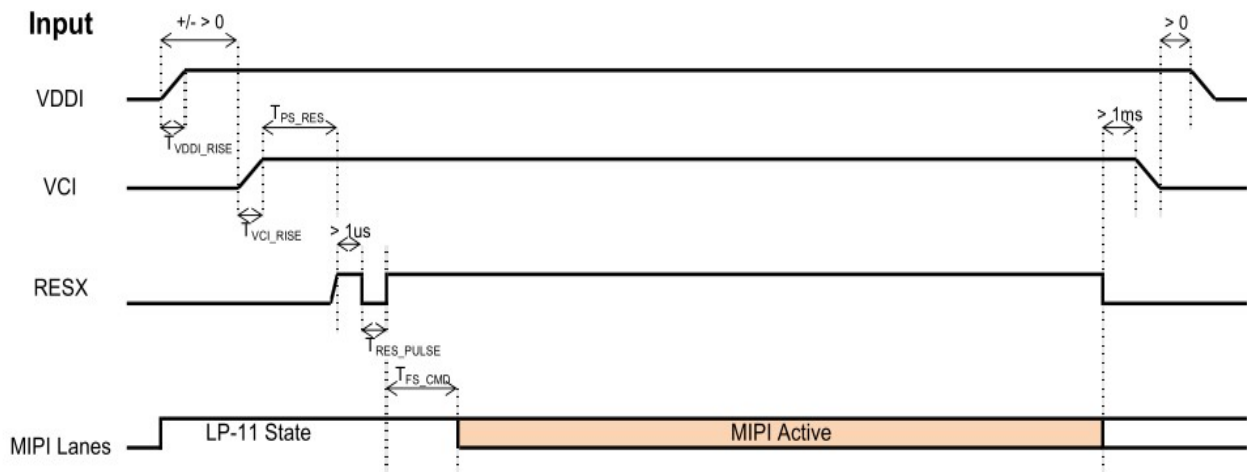 Input
+/- > 0
> 0
VDDI
T_PS_RES
> 1ms
T_VDDI_RISE
VCI
T_VCI_RISE
> 1us
RESX
T_RES_PULSE
T_FS_CMD
LP-11 State
MIPI Active
MIPI Lanes